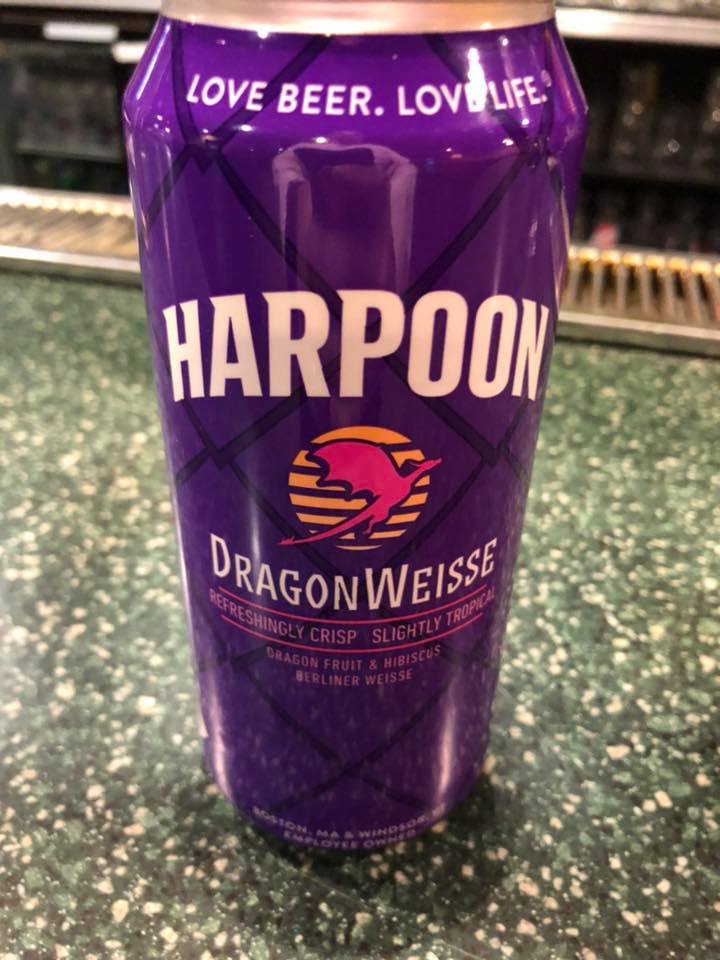 LOVE BEER. LOVE LIFE.®
HARPOON
DRAGONWEISSE
REFRESHINGLY CRISP SLIGHTLY TROPICAL
DRAGON FRUIT & HIBISCUS
BERLINER WEISSE
BOSTON, MA & WINDSOR, VT
EMPLOYEE OWNED